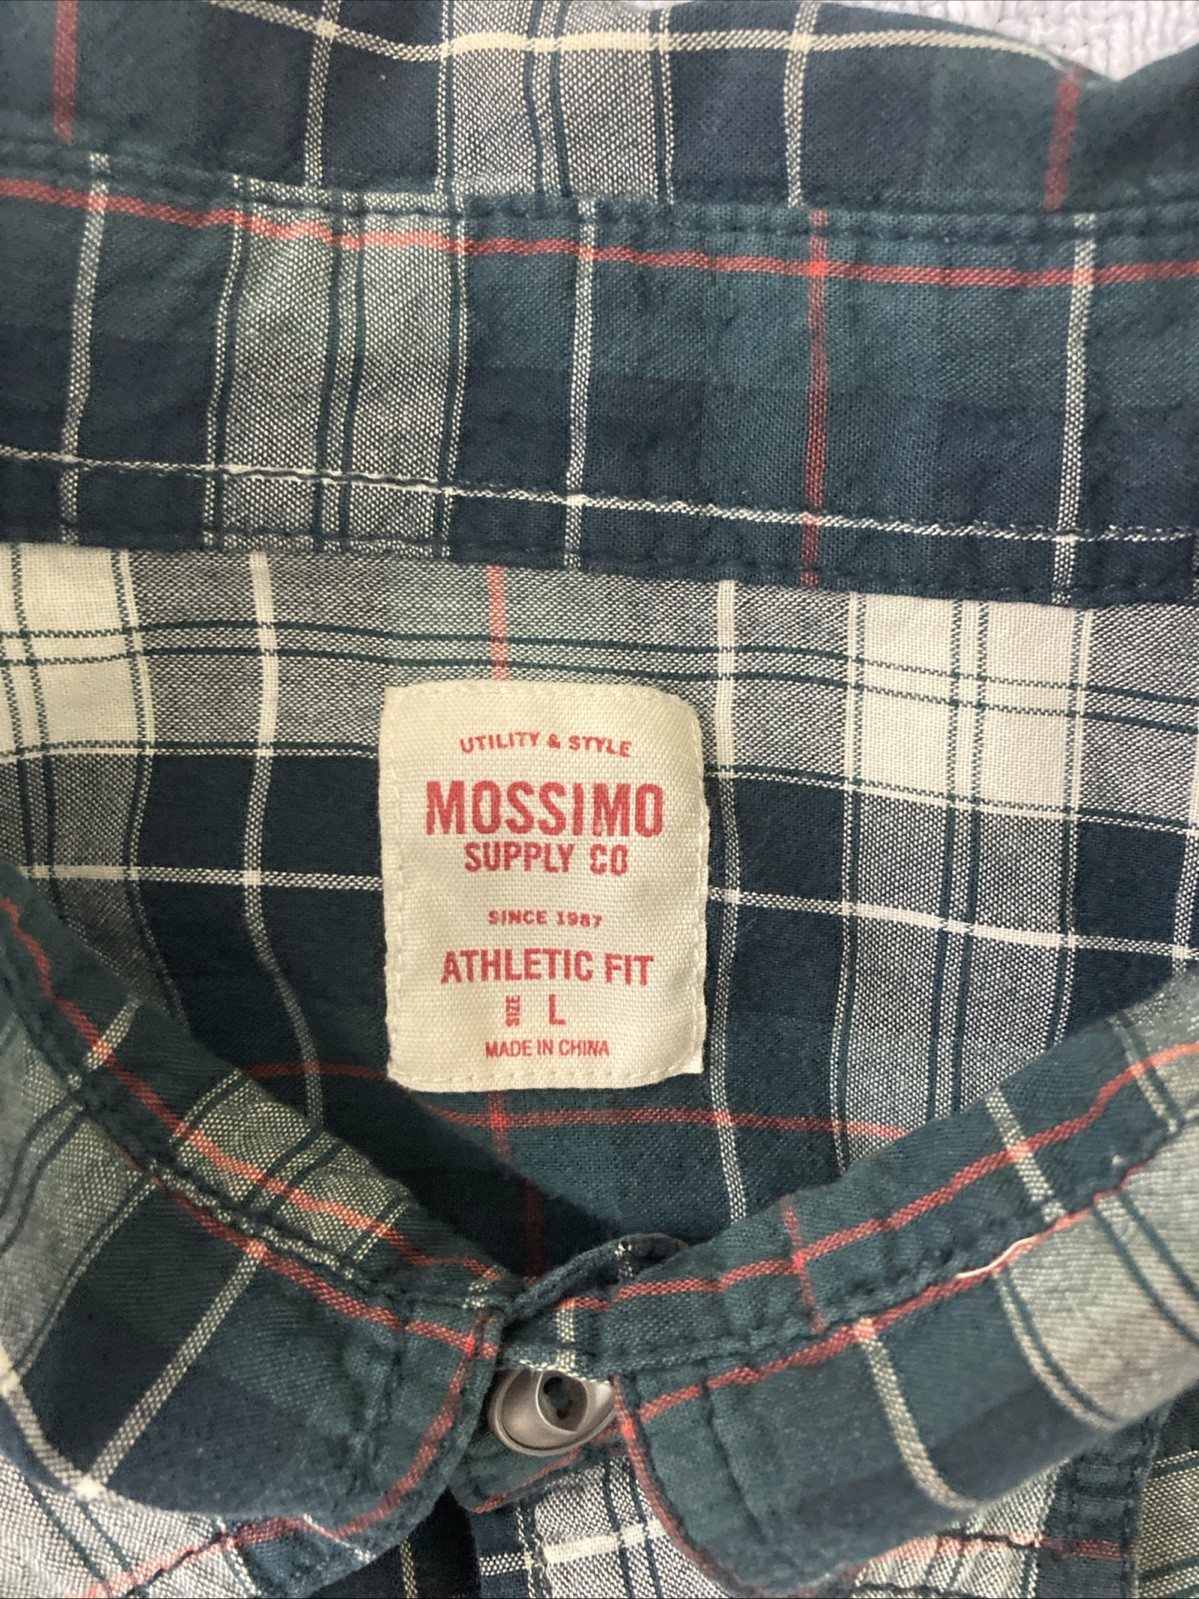 UTILITY & STYLE
MOSSIMO
SUPPLY CO
SINCE 1987
ATHLETIC FIT
SIZE L
MADE IN CHINA